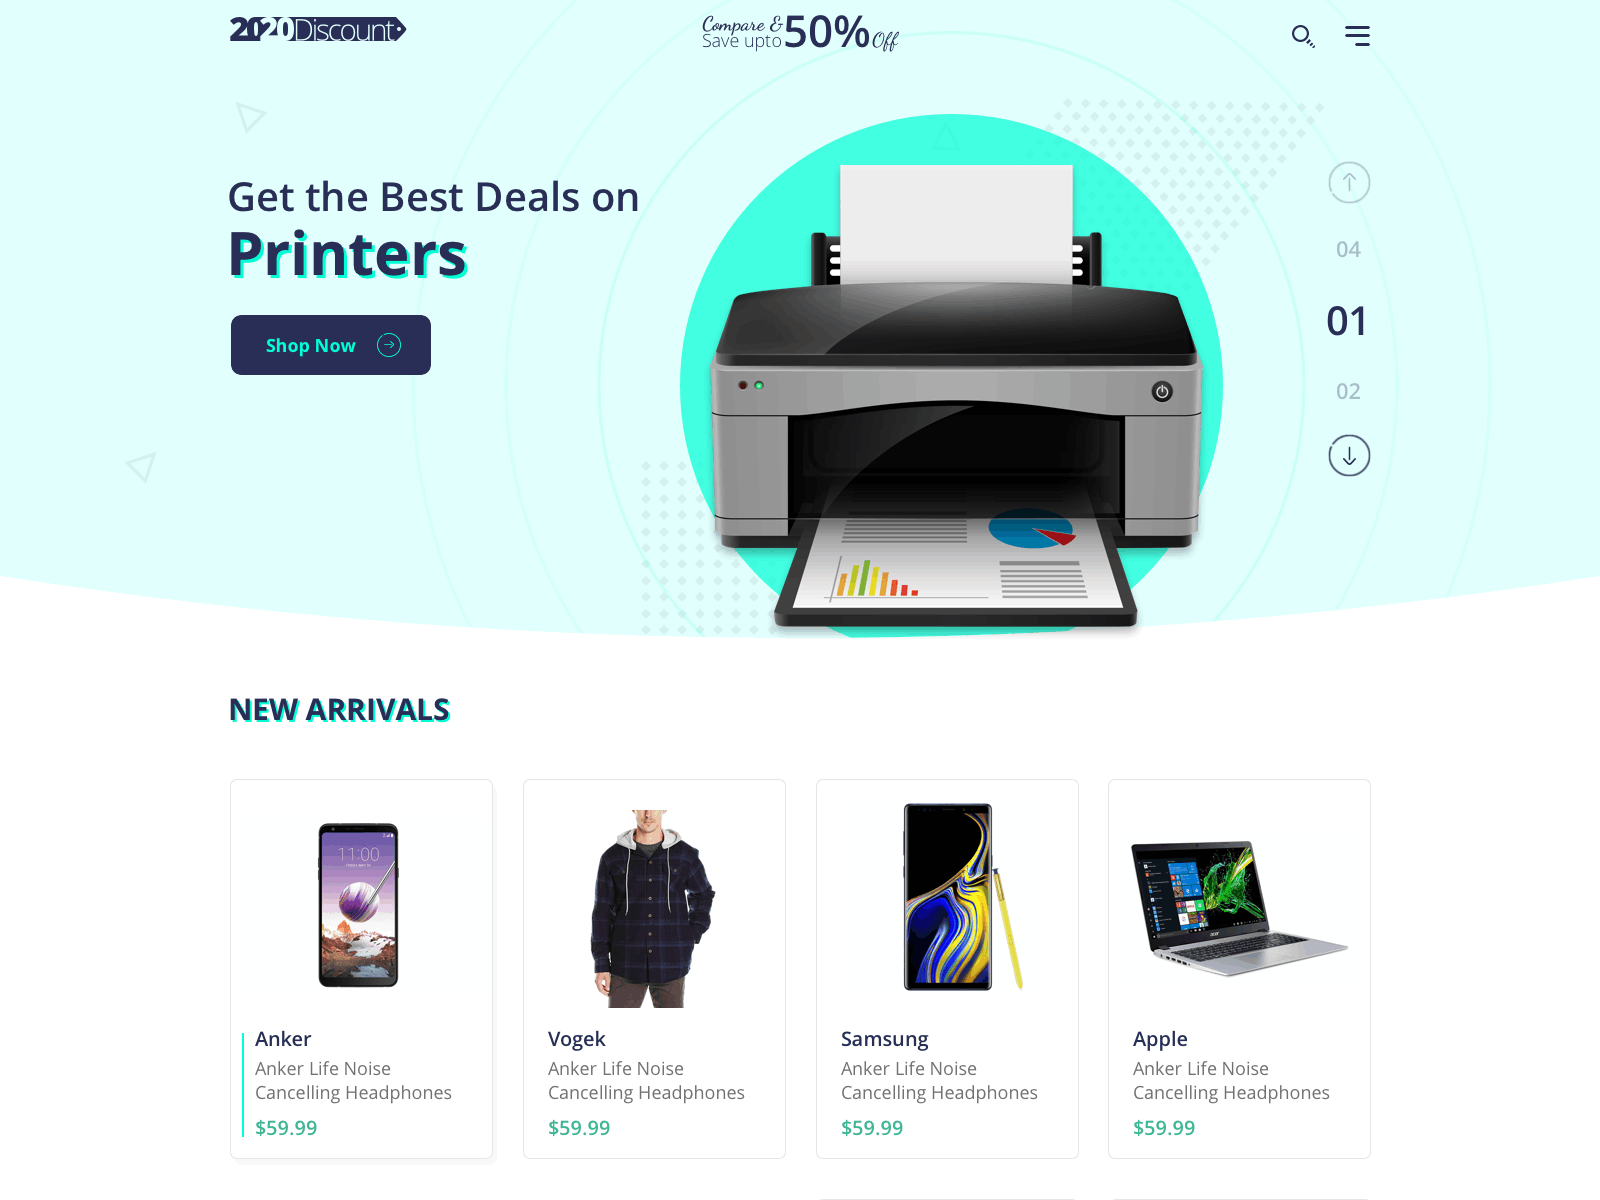 2020Discount
Compare &
Save upto 50% Off
Get the Best Deals on
Printers
Shop Now
04
01
02
NEW ARRIVALS
11:00
Anker
Anker Life Noise
Cancelling Headphones
$59.99
Vogek
Anker Life Noise
Cancelling Headphones
$59.99
Samsung
Anker Life Noise
Cancelling Headphones
$59.99
Apple
Anker Life Noise
Cancelling Headphones
$59.99